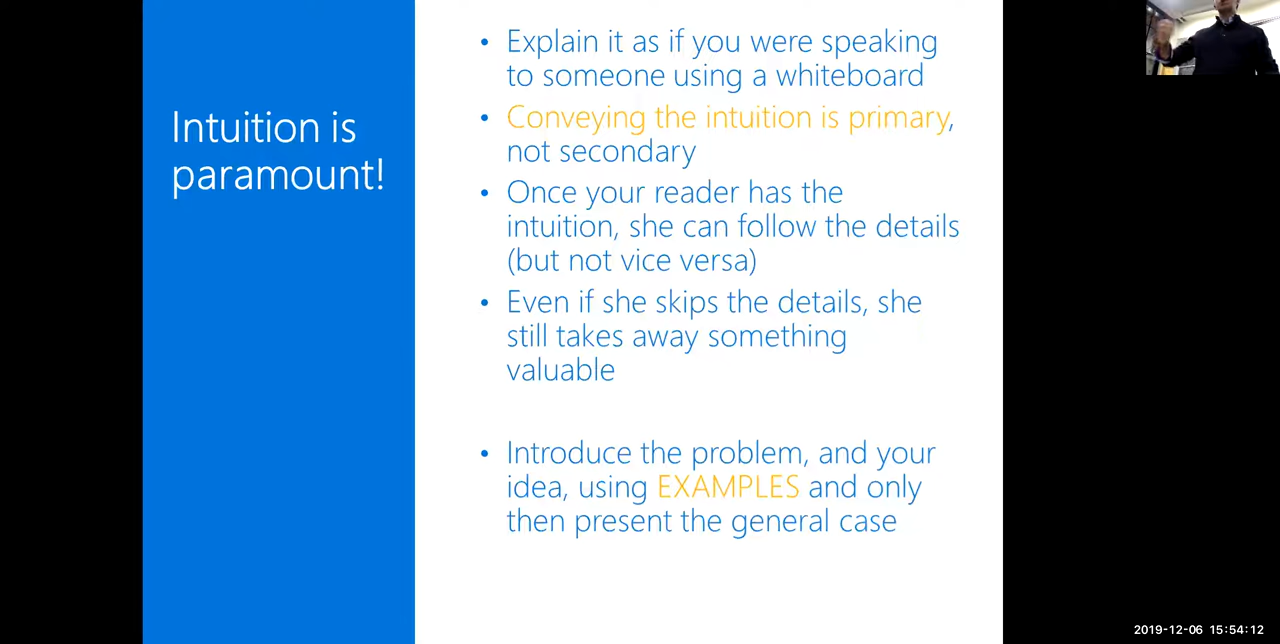 Intuition is
paramount!
• Explain it as if you were speaking
to someone using a whiteboard
• Conveying the intuition is primary,
not secondary
• Once your reader has the
intuition, she can follow the details
(but not vice versa)
• Even if she skips the details, she
still takes away something
valuable
• Introduce the problem, and your
idea, using EXAMPLES and only
then present the general case
2019-12-06 15:54:12